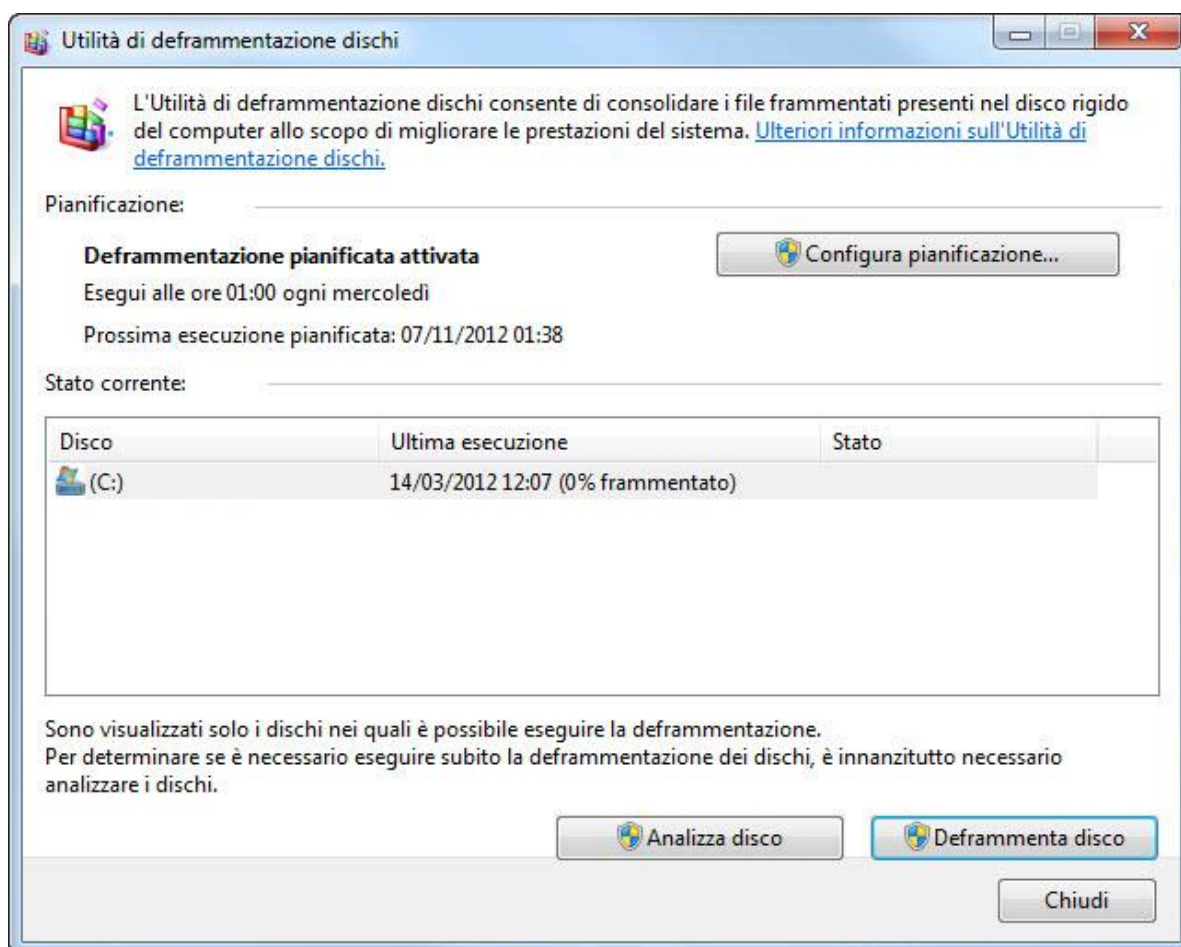 Utilità di deframmentazione dischi
L'Utilità di deframmentazione dischi consente di consolidare i file frammentati presenti nel disco rigido
del computer allo scopo di migliorare le prestazioni del sistema. Ulteriori informazioni sull'Utilità di
deframmentazione dischi.
Pianificazione:
Deframmentazione pianificata attivata
Configura pianificazione...
Esegui alle ore 01:00 ogni mercoledì
Prossima esecuzione pianificata: 07/11/2012 01:38
Stato corrente:
Disco Ultima esecuzione Stato
(C:) 14/03/2012 12:07 (0% frammentato)
Sono visualizzati solo i dischi nei quali è possibile eseguire la deframmentazione.
Per determinare se è necessario eseguire subito la deframmentazione dei dischi, è innanzitutto necessario
analizzare i dischi.
Analizza disco Deframmenta disco
Chiudi